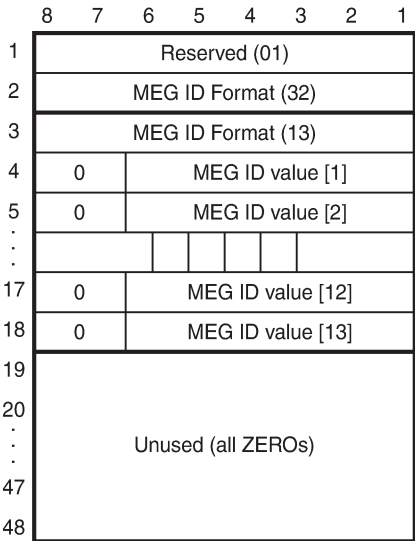 8 7 6 5 4 3 2 1
1 Reserved (01)
2 MEG ID Format (32)
3 MEG ID Format (13)
4 0 MEG ID value [1]
5 0 MEG ID value [2]
17 0 MEG ID value [12]
18 0 MEG ID value [13]
19
20
Unused (all ZEROs)
47
48